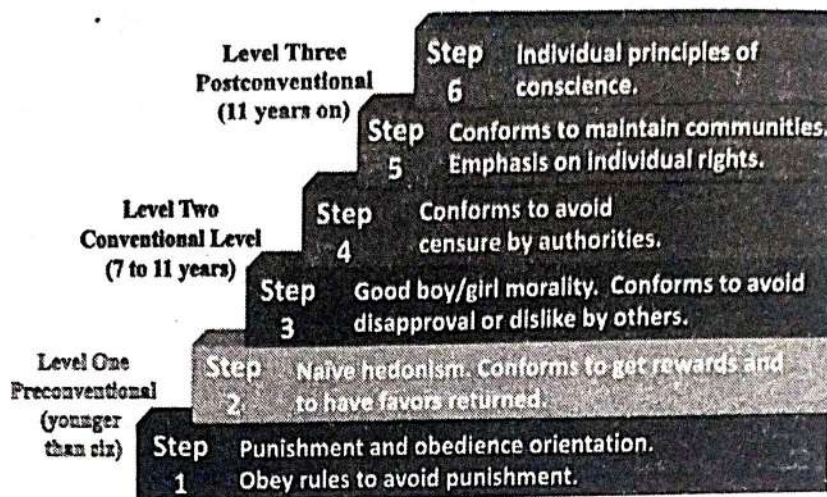 Level Three
Postconventional
(11 years on)
Step
6
Individual principles of
conscience.
Step
5
Conforms to maintain communities.
Emphasis on individual rights.
Level Two
Conventional Level
(7 to 11 years)
Step
4
Conforms to avoid
censure by authorities.
Step
3
Good boy/girl morality. Conforms to avoid
disapproval or dislike by others.
Level One
Preconventional
(younger
than six)
Step
2
Naïve hedonism. Conforms to get rewards and
to have favors returned.
Step
1
Punishment and obedience orientation.
Obey rules to avoid punishment.